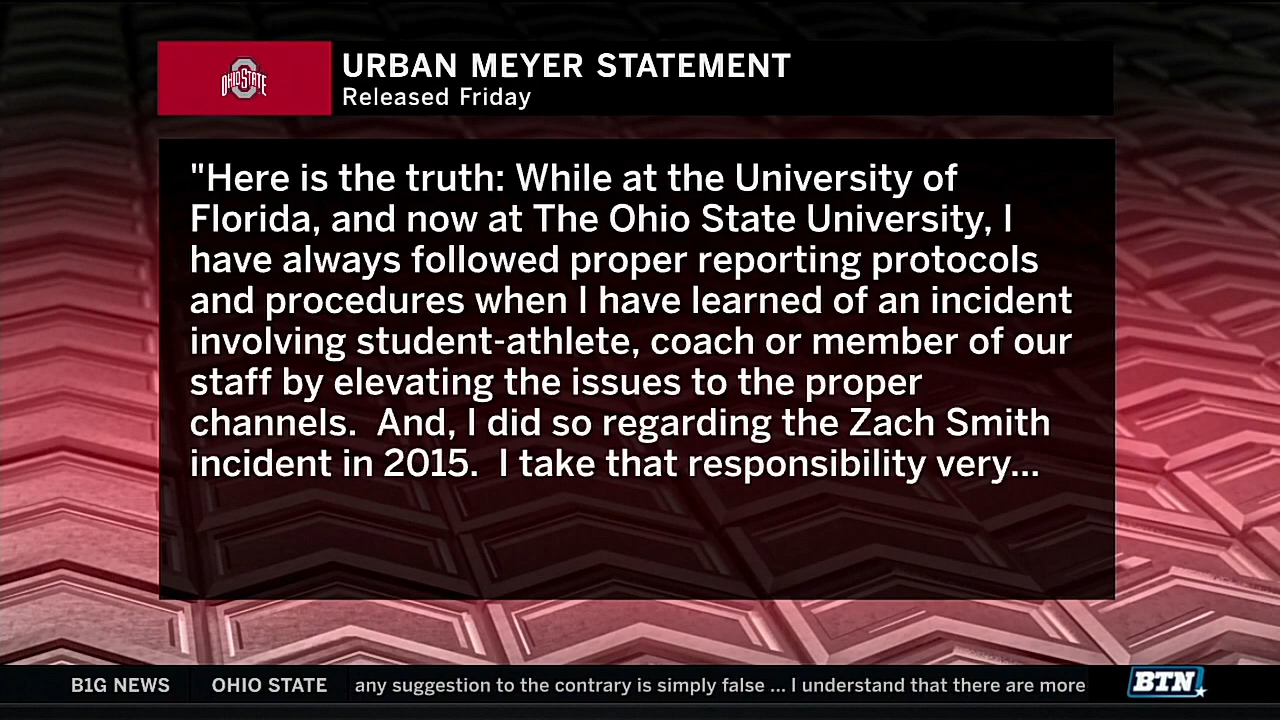 OHIO STATE
URBAN MEYER STATEMENT
Released Friday
"Here is the truth: While at the University of
Florida, and now at The Ohio State University, I
have always followed proper reporting protocols
and procedures when I have learned of an incident
involving student-athlete, coach or member of our
staff by elevating the issues to the proper
channels.  And, I did so regarding the Zach Smith
incident in 2015.  I take that responsibility very...
B1G NEWS
OHIO STATE
any suggestion to the contrary is simply false ... I understand that there are more
BTN